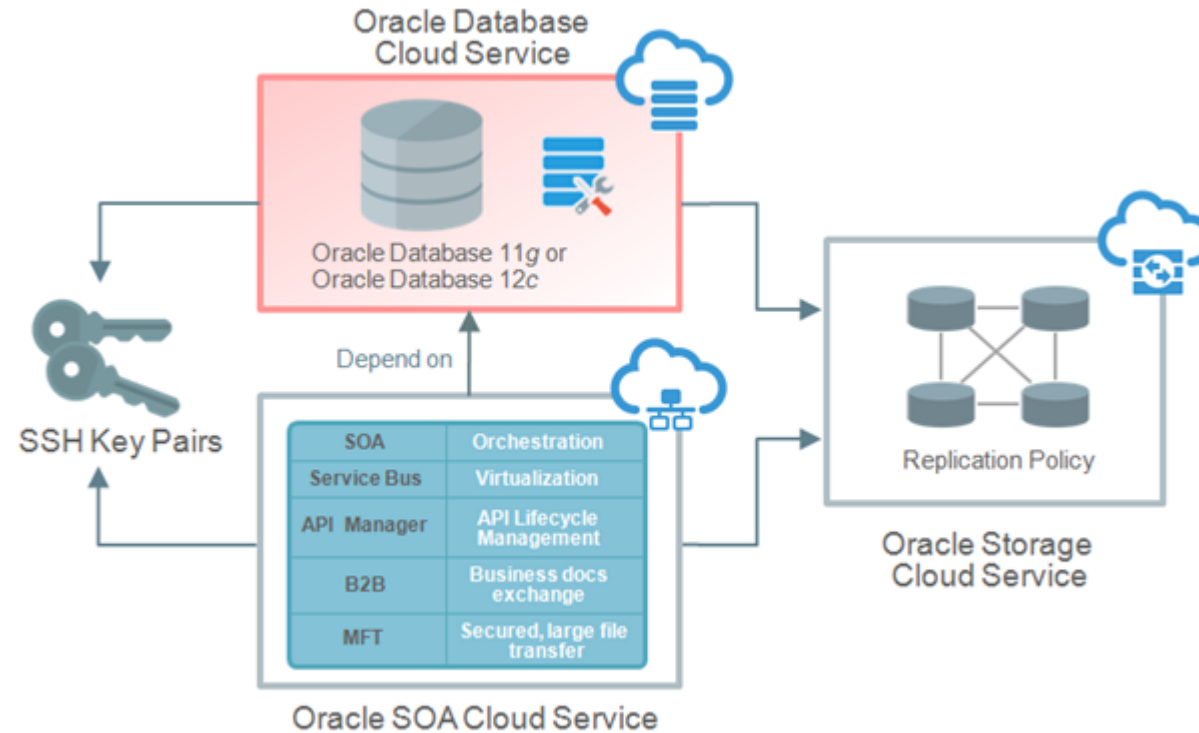 Oracle Database
Cloud Service
Oracle Database 11g or
Oracle Database 12c
Depend on
SSH Key Pairs
SOA Orchestration
Service Bus Virtualization
API Manager API Lifecycle
Management
B2B Business docs
exchange
MFT Secured, large file
transfer
Oracle SOA Cloud Service
Replication Policy
Oracle Storage
Cloud Service